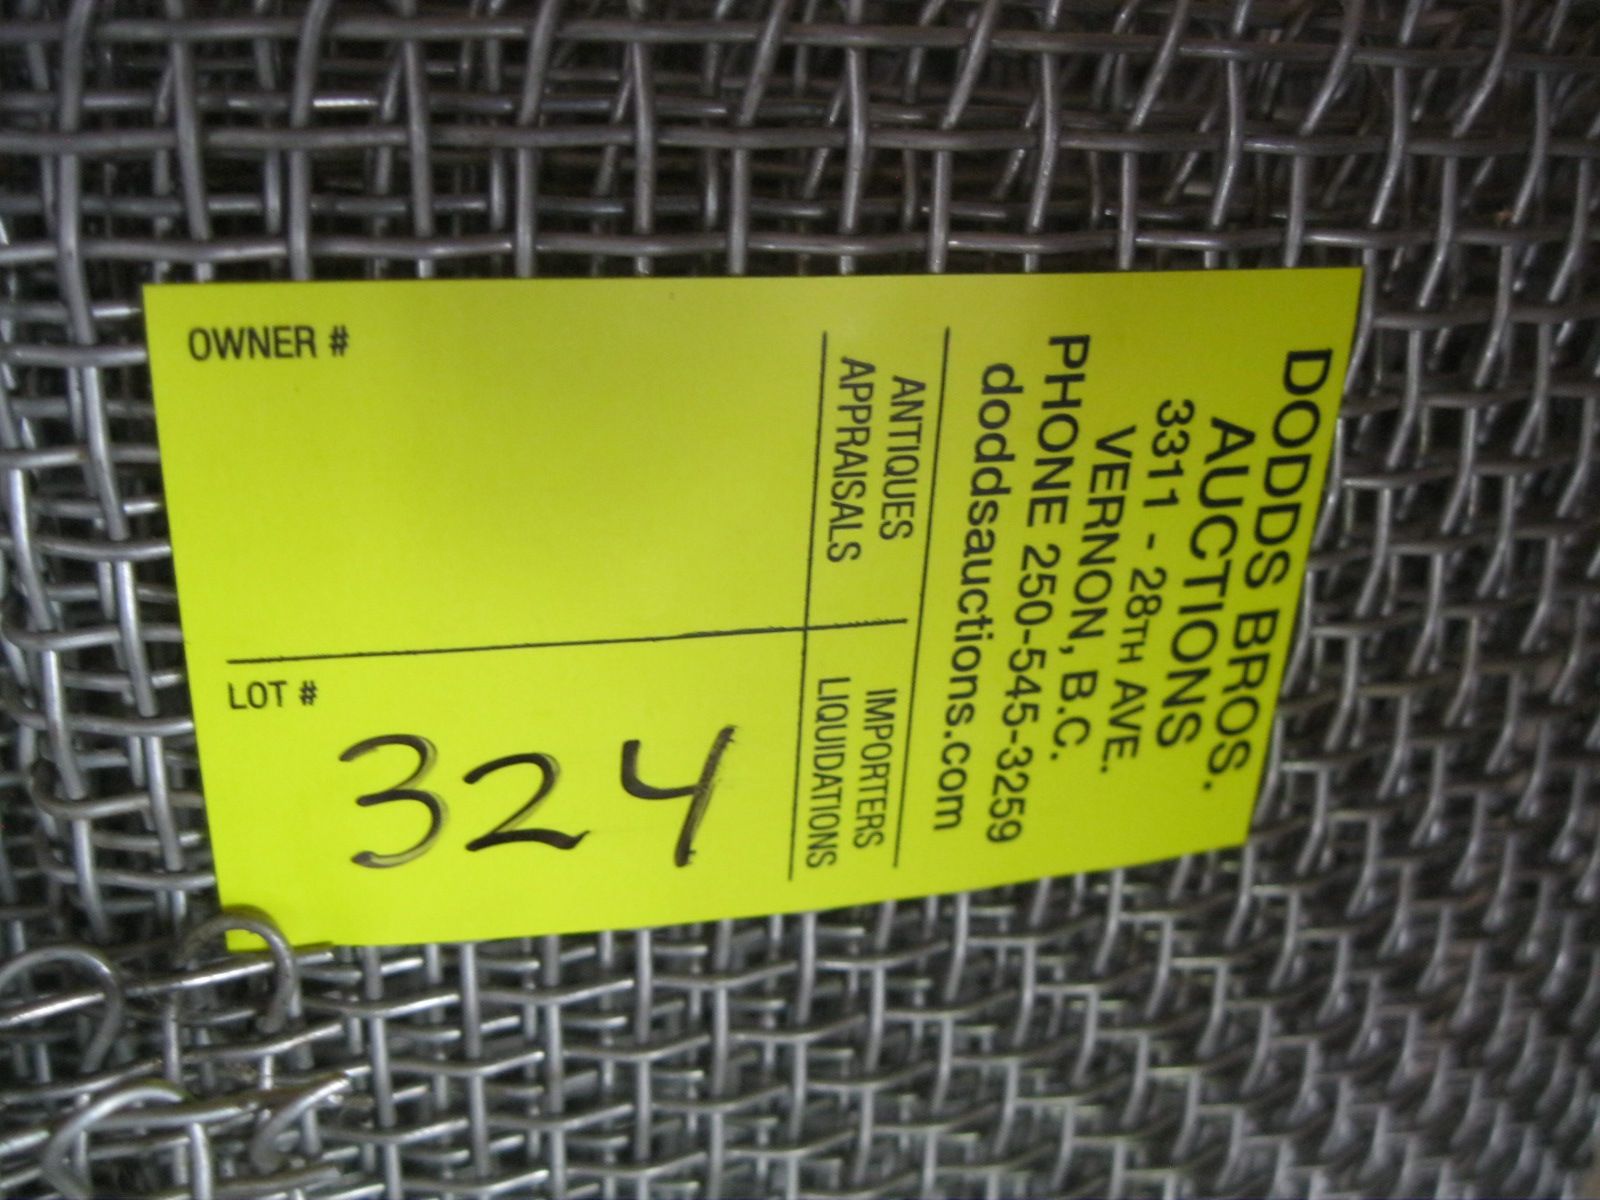 DODDS BROS.
AUCTIONS
3311 - 28TH AVE.
VERNON, B.C.
PHONE 250-545-3259
doddsauctions.com
ANTIQUES
APPRAISALS
IMPORTERS
LIQUIDATIONS
OWNER #
LOT #
324